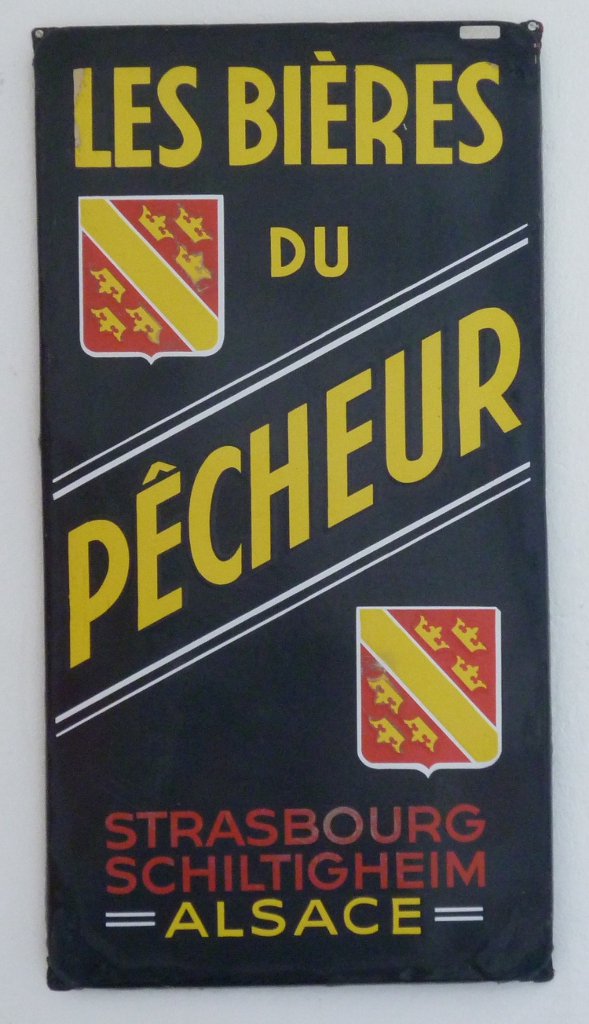 LES BIÈRES
DU
PÊCHEUR
STRASBOURG
SCHILTIGHEIM
ALSACE